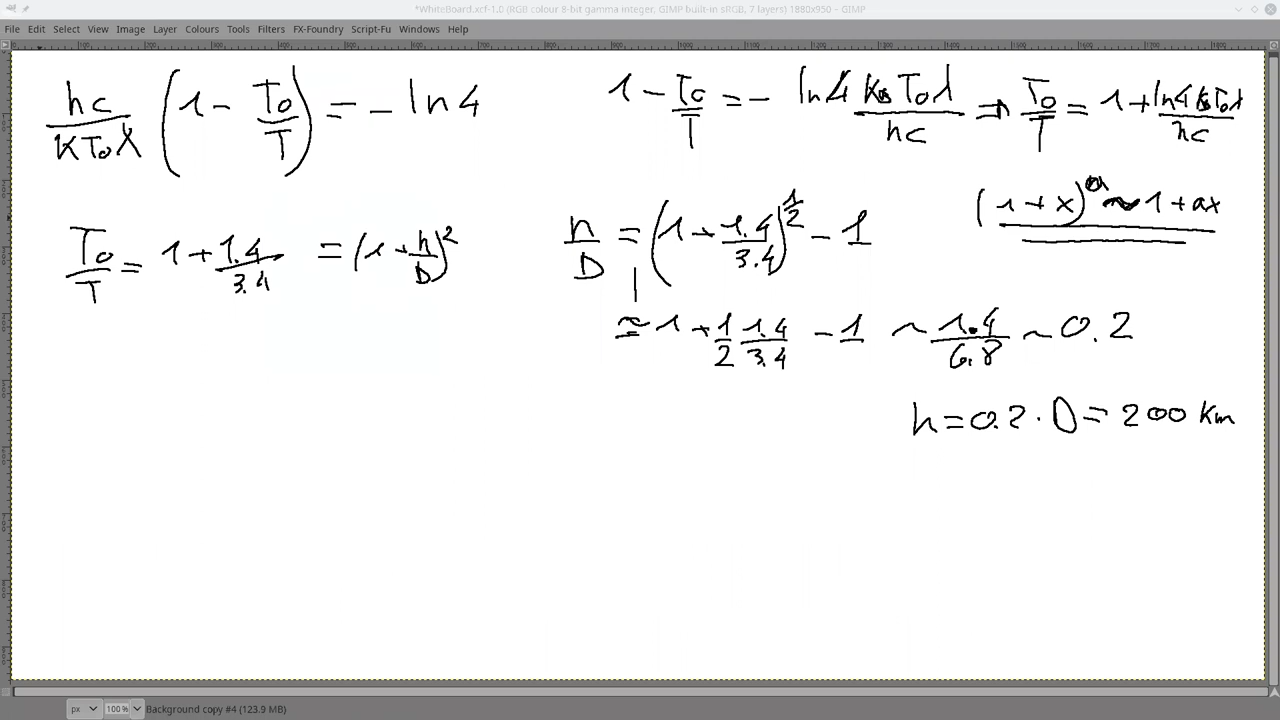 *WhiteBoard.xcf-1.0 (RGB colour 8-bit gamma integer, GIMP built-in sRGB, 7 layers) 1880x950 – GIMP
File Edit Select View Image Layer Colours Tools Filters FX-Foundry Script-Fu Windows Help
hc/(KT₀λ) (1 - T₀/T) = - ln4
1 - T₀/T = - ln4 K_BT₀λ/hc ⇒ T₀/T = 1 + ln4 K_BT₀λ/hc
(1 + x)^a ~ 1 + ax
T₀/T = 1 + 1.4/3.4 = (1 + h/D)²
h/D = (1 + 1.4/3.4)^(1/2) - 1
≈ 1 + 1/2 1.4/3.4 - 1 ~ 1.4/6.8 ~ 0.2
h = 0.2 · D = 200 Km
px 100% Background copy #4 (123.9 MB)